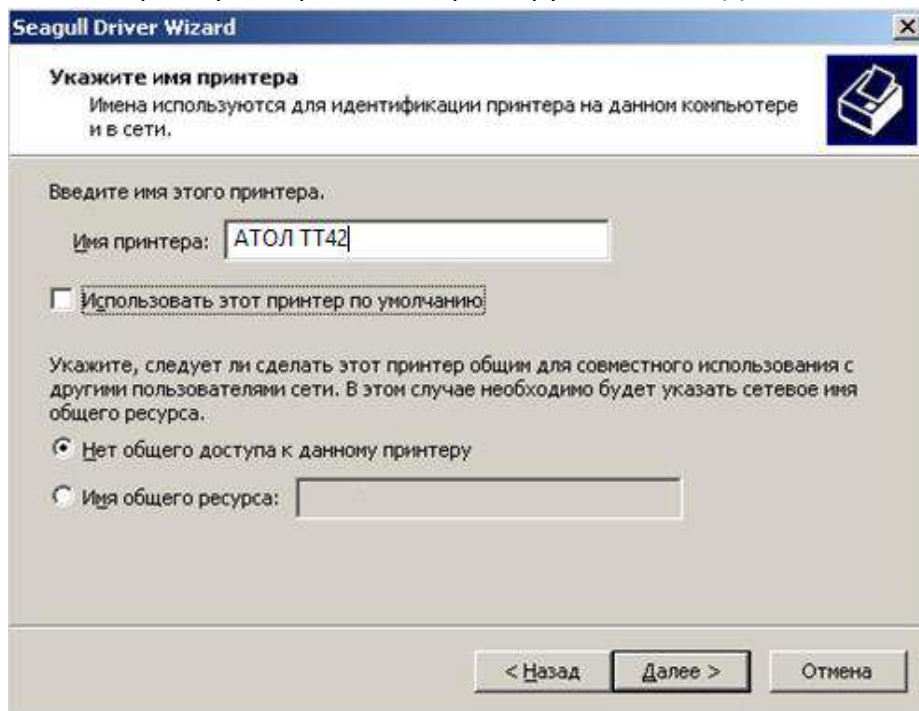 Seagull Driver Wizard
Укажите имя принтера
Имена используются для идентификации принтера на данном компьютере
и в сети.
Введите имя этого принтера.
Имя принтера: АТОЛ ТТ42
Использовать этот принтер по умолчанию
Укажите, следует ли сделать этот принтер общим для совместного использования с
другими пользователями сети. В этом случае необходимо будет указать сетевое имя
общего ресурса.
Нет общего доступа к данному принтеру
Имя общего ресурса:
< Назад Далее > Отмена